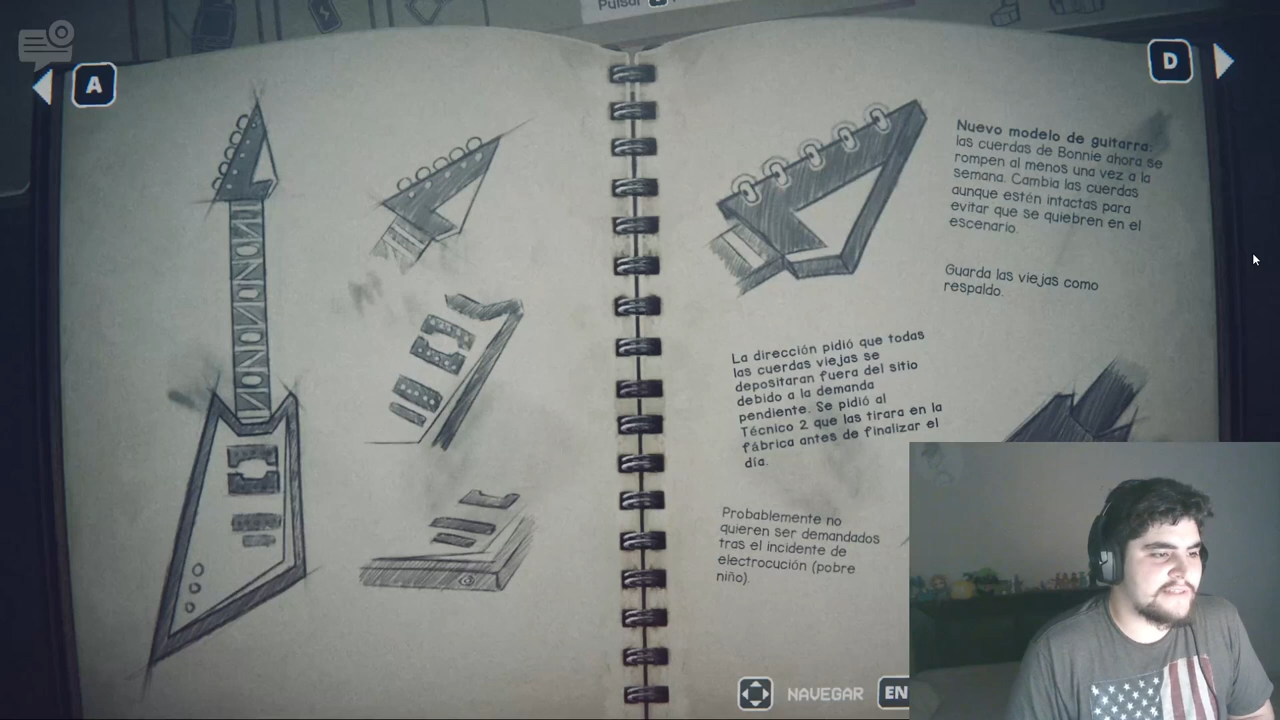 Pulsar
A
D
Nuevo modelo de guitarra:
las cuerdas de Bonnie ahora se
rompen al menos una vez a la
semana. Cambia las cuerdas
aunque estén intactas para
evitar que se quiebren en el
escenario.
Guarda las viejas como
respaldo.
La dirección pidió que todas
las cuerdas viejas se
depositaran fuera del sitio
debido a la demanda
pendiente. Se pidió al
Técnico 2 que las tirara en la
fábrica antes de finalizar el
día.
Probablemente no
quieren ser demandados
tras el incidente de
electrocución (pobre
niño).
NAVEGAR EN